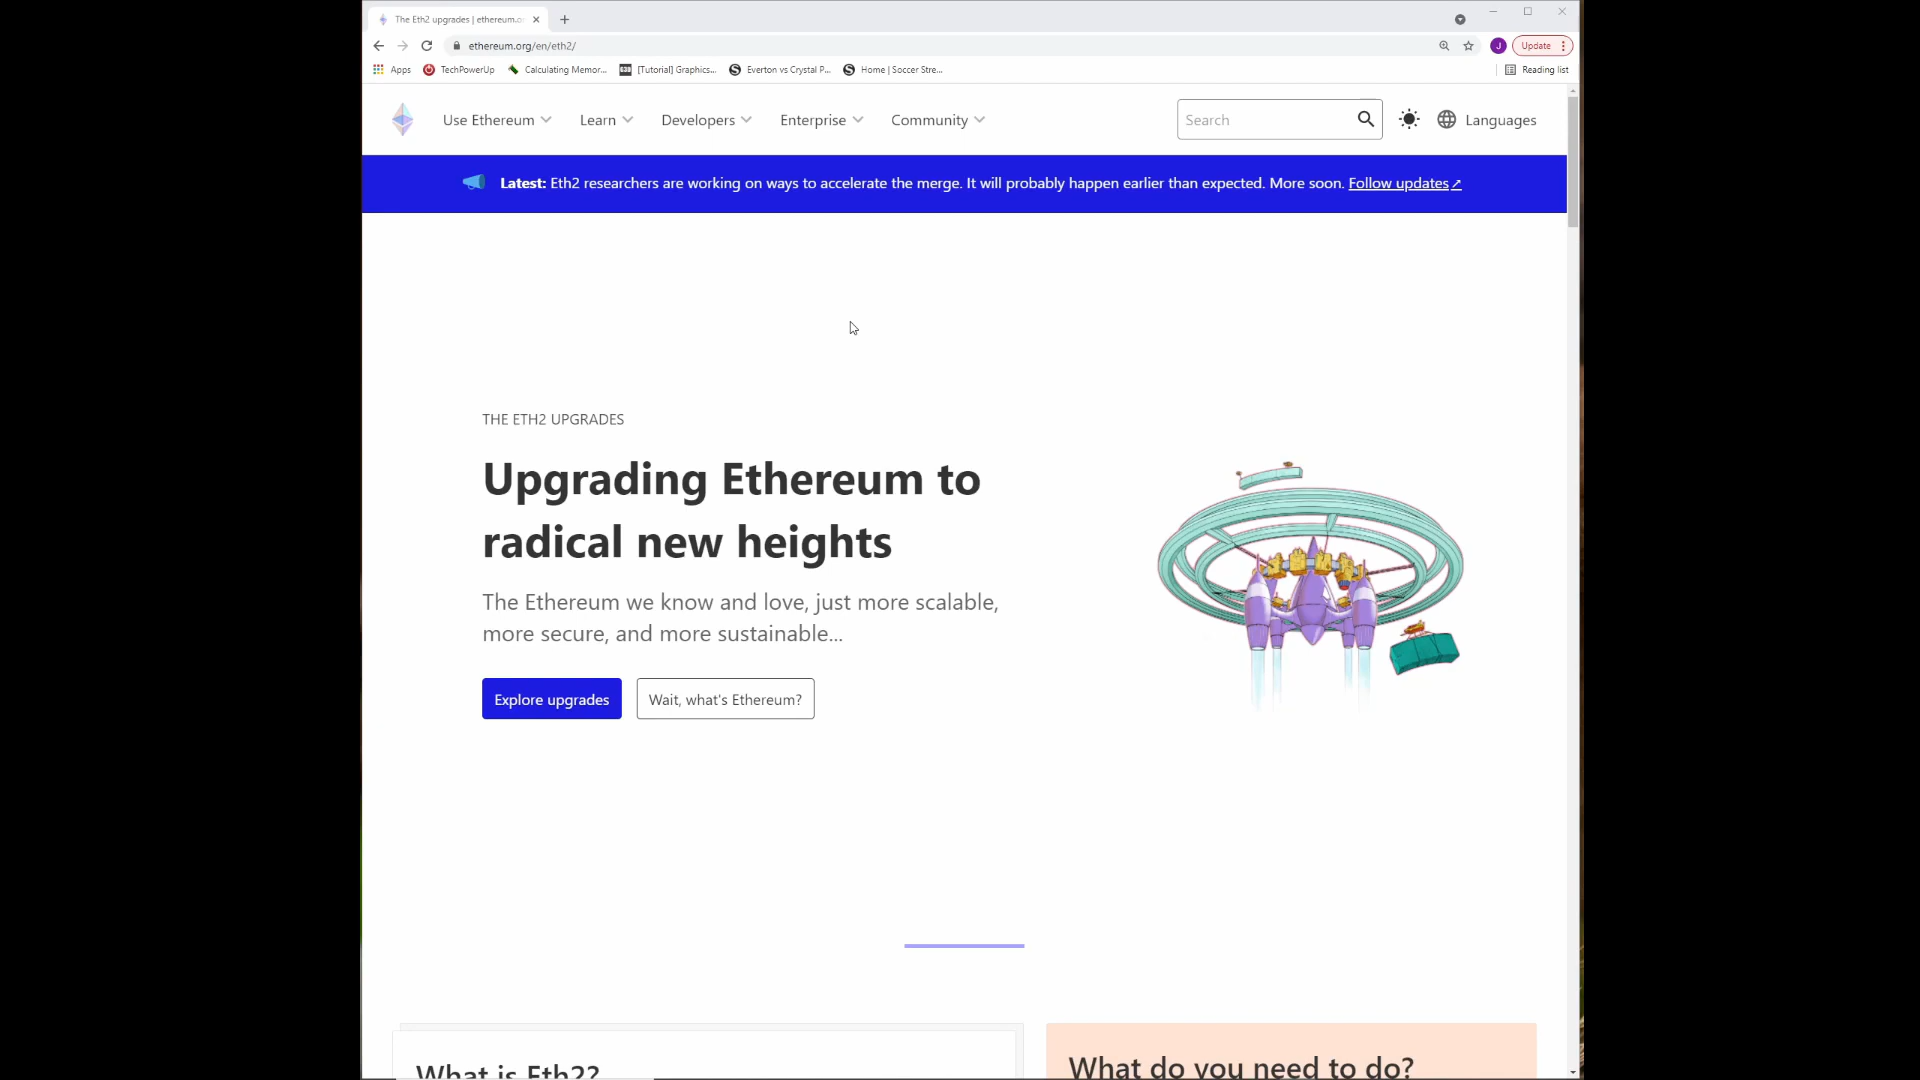 The Eth2 upgrades | ethereum.o
ethereum.org/en/eth2/
J
Update
Apps
TechPowerUp
Calculating Memor...
[Tutorial] Graphics...
Everton vs Crystal P...
Home | Soccer Stre...
Reading list
Use Ethereum
Learn
Developers
Enterprise
Community
Search
Languages
Latest: Eth2 researchers are working on ways to accelerate the merge. It will probably happen earlier than expected. More soon. Follow updates↗
THE ETH2 UPGRADES
Upgrading Ethereum to
radical new heights
The Ethereum we know and love, just more scalable,
more secure, and more sustainable...
Explore upgrades
Wait, what's Ethereum?
What is Eth2?
What do you need to do?